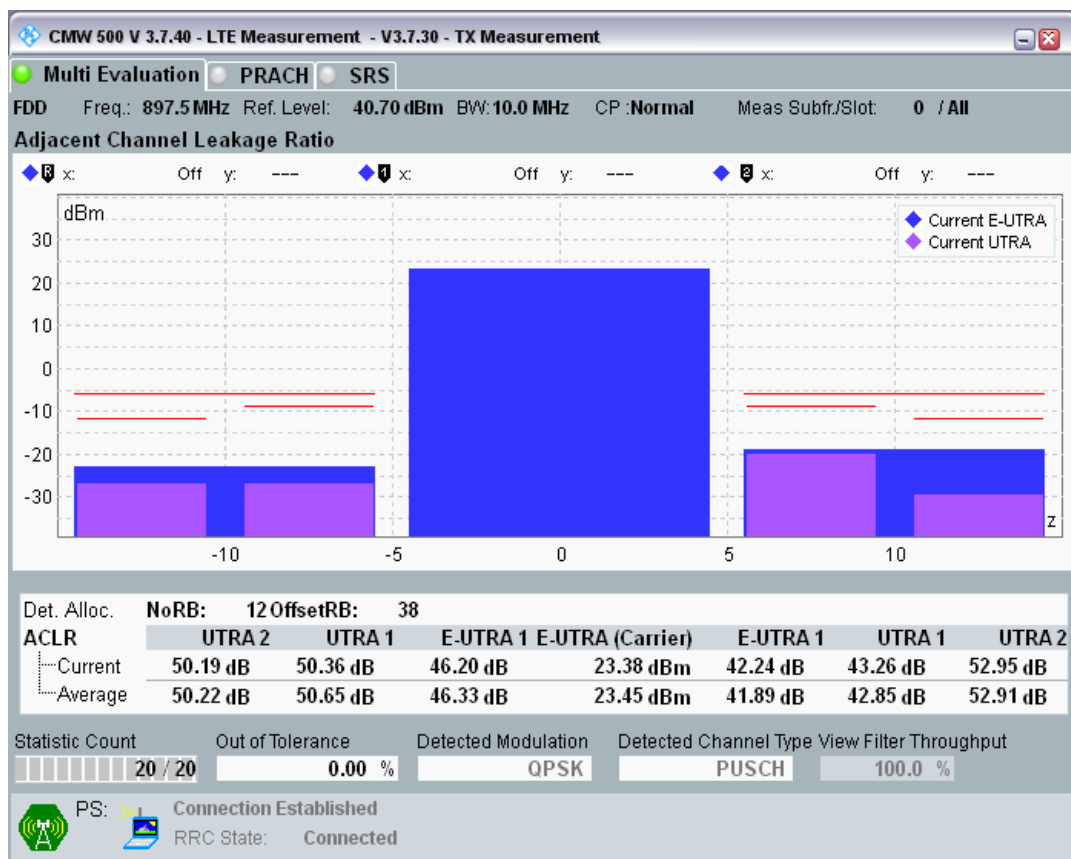 CMW 500 V 3.7.40 - LTE Measurement - V3.7.30 - TX Measurement
Multi Evaluation PRACH SRS
FDD Freq.: 897.5 MHz Ref. Level: 40.70 dBm BW: 10.0 MHz CP :Normal Meas Subfr./Slot: 0 / All
Adjacent Channel Leakage Ratio
R x: Off y: --- 1 x: Off y: --- 2 x: Off y: ---
dBm
Current E-UTRA
Current UTRA
30
20
10
0
-10
-20
-30
z
-10 -5 0 5 10
Det. Alloc. NoRB: 12 OffsetRB: 38
ACLR UTRA 2 UTRA 1 E-UTRA 1 E-UTRA (Carrier) E-UTRA 1 UTRA 1 UTRA 2
Current 50.19 dB 50.36 dB 46.20 dB 23.38 dBm 42.24 dB 43.26 dB 52.95 dB
Average 50.22 dB 50.65 dB 46.33 dB 23.45 dBm 41.89 dB 42.85 dB 52.91 dB
Statistic Count Out of Tolerance Detected Modulation Detected Channel Type View Filter Throughput
20 / 20 0.00 % QPSK PUSCH 100.0 %
PS: Connection Established
RRC State: Connected